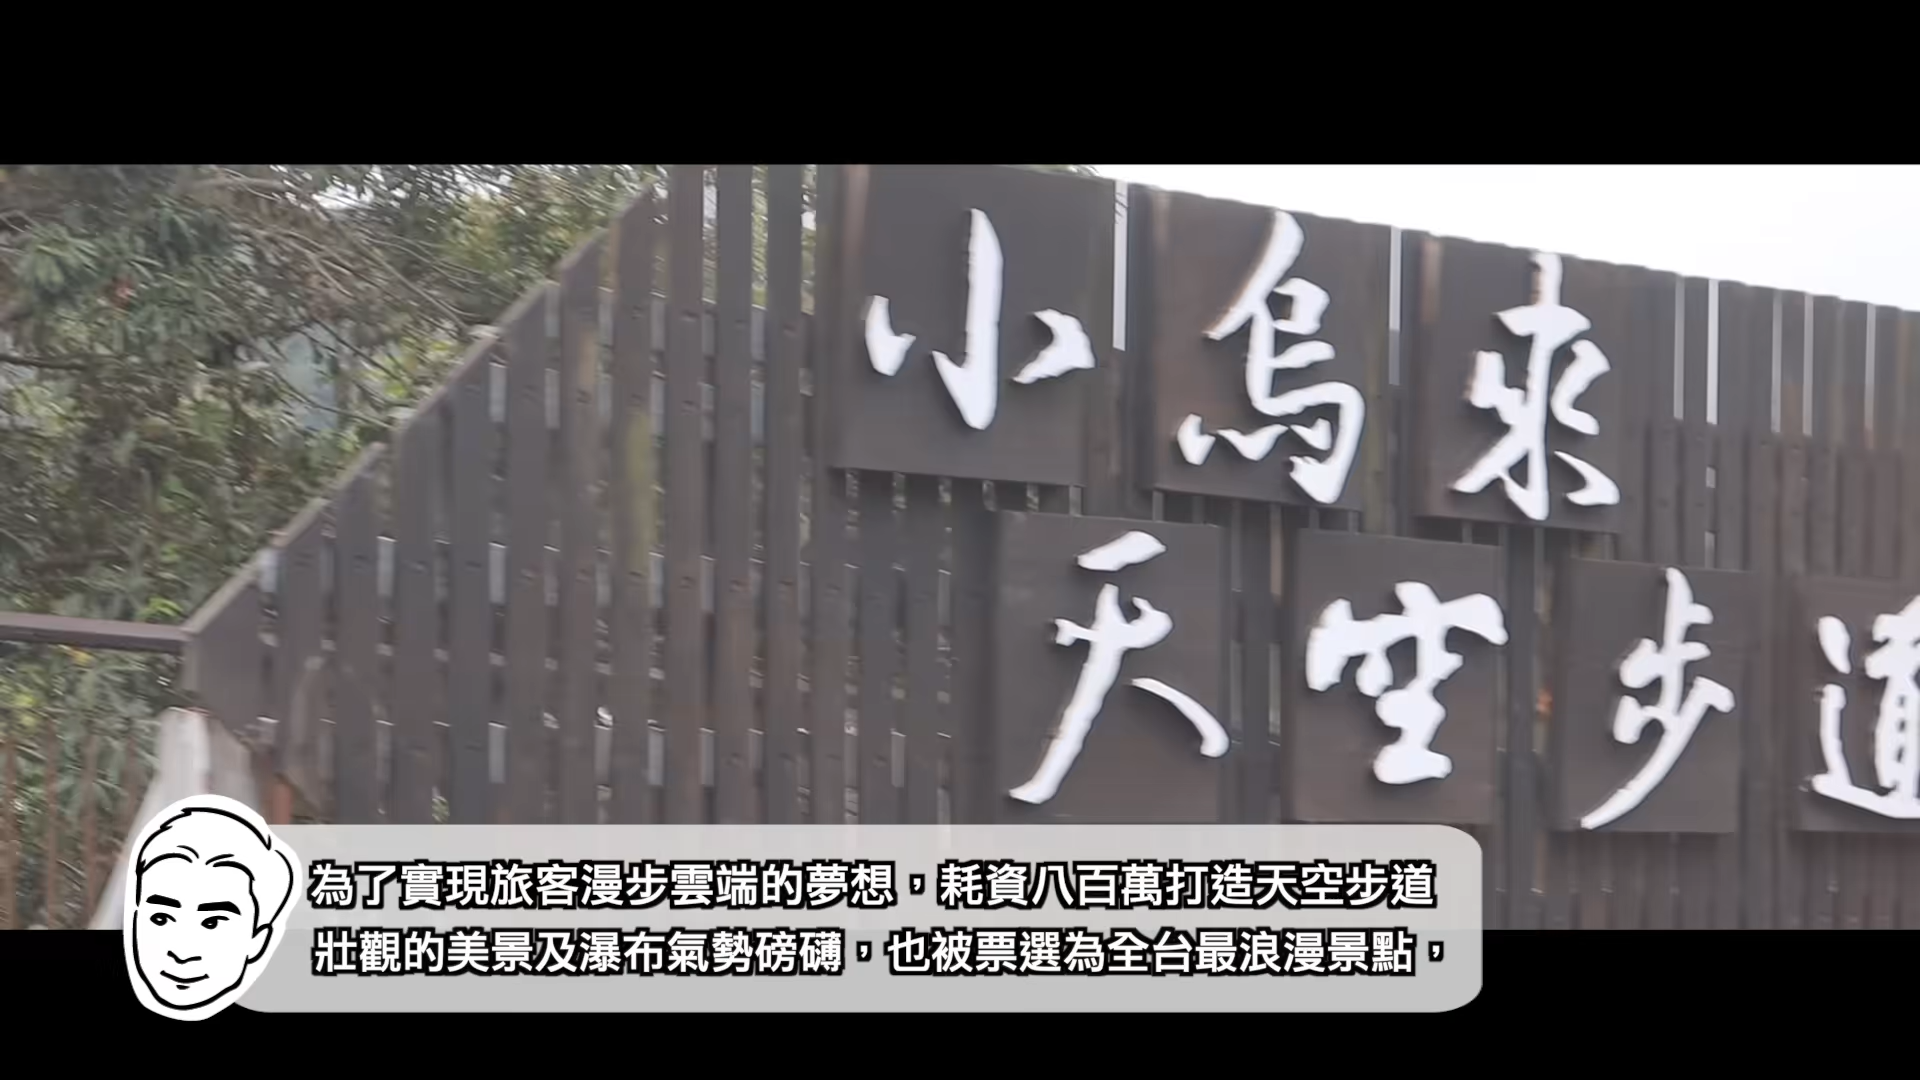 小烏來
天空步道
為了實現旅客漫步雲端的夢想，耗資八百萬打造天空步道
壯觀的美景及瀑布氣勢磅礴，也被票選為全台最浪漫景點，